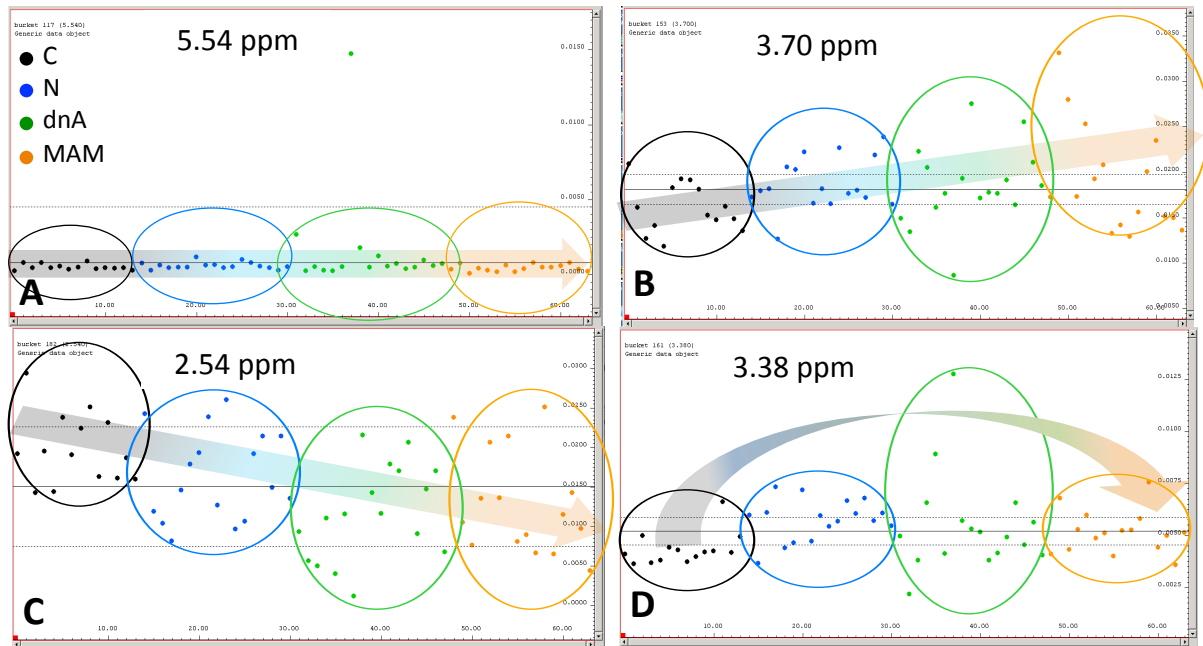 bucket 117 (5.540)
Generic data object
5.54 ppm
C
N
dnA
MAM
0.0150
0.0100
0.0050
0.0000
A
10.00
20.00
30.00
40.00
50.00
60.00
bucket 153 (3.700)
Generic data object
3.70 ppm
0.0350
0.0300
0.0250
0.0200
0.0150
0.0100
0.0050
B
10.00
20.00
30.00
40.00
50.00
60.00
bucket 182 (2.540)
Generic data object
2.54 ppm
0.0300
0.0250
0.0200
0.0150
0.0100
0.0050
0.0000
C
10.00
20.00
30.00
40.00
50.00
60.00
bucket 161 (3.380)
Generic data object
3.38 ppm
0.0125
0.0100
0.0075
0.0050
0.0025
D
10.00
20.00
30.00
40.00
50.00
60.00